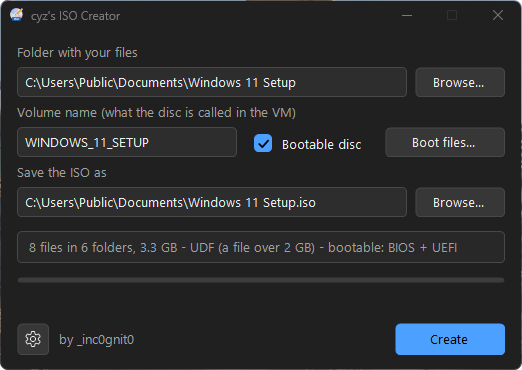 cyz's ISO Creator
Folder with your files
C:\Users\Public\Documents\Windows 11 Setup
Browse...
Volume name (what the disc is called in the VM)
WINDOWS_11_SETUP
Bootable disc
Boot files...
Save the ISO as
C:\Users\Public\Documents\Windows 11 Setup.iso
Browse...
8 files in 6 folders, 3.3 GB - UDF (a file over 2 GB) - bootable: BIOS + UEFI
by _inc0gnit0
Create